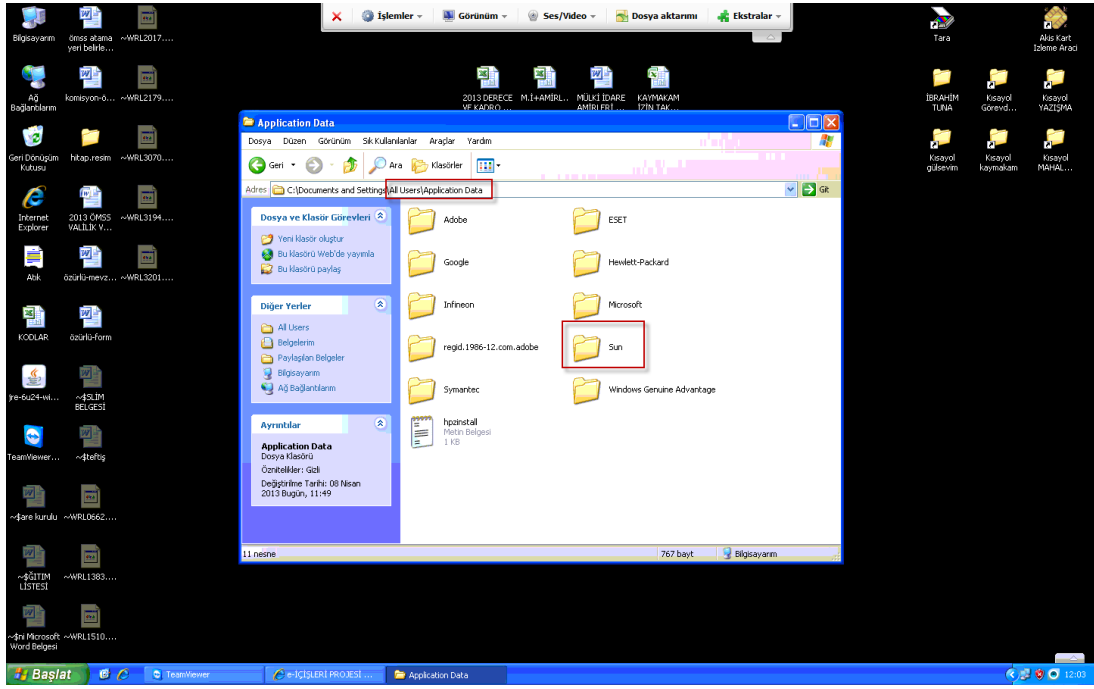 İşlemler
Görünüm
Ses/Video
Dosya aktarımı
Ekstralar
Bilgisayarım
ömss atama
yeri belirle...
~WRL2017....
Tara
Akis Kart
Izleme Araci
Ağ
Bağlantılarım
komisyon-ö...
~WRL2179....
2013 DERECE
VE KADRO ...
M.İ+AMİRL...
MÜLKİ İDARE
AMİRLERİ ...
KAYMAKAM
İZİN TAK...
İBRAHİM
TUNA
Kısayol
Görevd...
Kısayol
YAZIŞMA
Geri Dönüşüm
Kutusu
hitap.resim
~WRL3070....
Kısayol
gülsevim
Kısayol
kaymakam
Kısayol
MAHAL...
Internet
Explorer
2013 ÖMSS
VALİLİK Y...
~WRL3194....
Atık
özürlü-mevz...
~WRL3201....
KODLAR
özürlü-form
jre-6u24-wi...
~$SLIM
BELGESİ
TeamViewer...
~$teftiş
~$are kurulu
~WRL0662....
~$ĞITIM
LİSTESİ
~WRL1383....
~$ni Microsoft
Word Belgesi
~WRL1510....
Application Data
Dosya Düzen Görünüm Sık Kullanılanlar Araçlar Yardım
Geri Ara Klasörler
Adres C:\Documents and Settings\All Users\Application Data Git
Dosya ve Klasör Görevleri
Yeni klasör oluştur
Bu klasörü Web'de yayımla
Bu klasörü paylaş
Diğer Yerler
All Users
Belgelerim
Paylaşılan Belgeler
Bilgisayarım
Ağ Bağlantılarım
Ayrıntılar
Application Data
Dosya Klasörü
Öznitelikler: Gizli
Değiştirilme Tarihi: 08 Nisan
2013 Bugün, 11:49
Adobe
ESET
Google
Hewlett-Packard
Infineon
Microsoft
regid.1986-12.com.adobe
Sun
Symantec
Windows Genuine Advantage
hpzinstall
Metin Belgesi
1 KB
11 nesne
767 bayt
Bilgisayarım
Başlat
TeamViewer
e-İÇİŞLERİ PROJESİ ...
Application Data
12:03